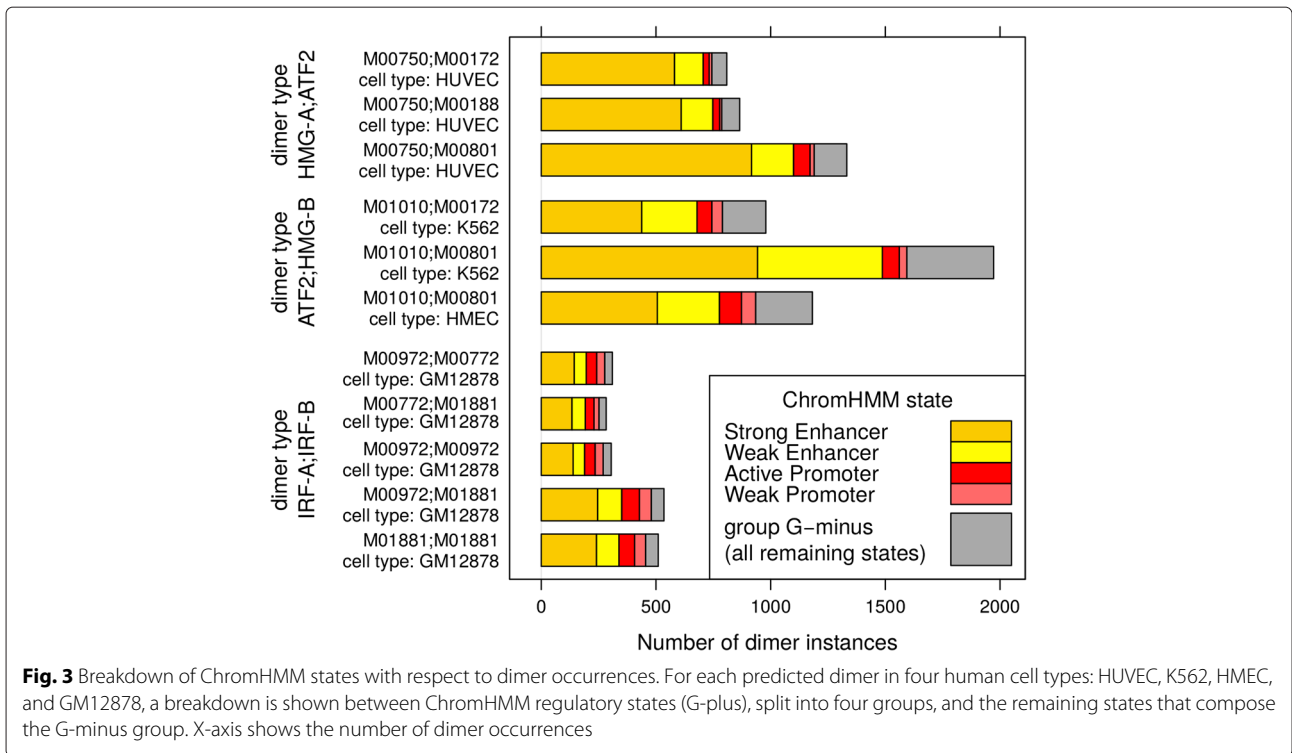 dimer type
HMG-A;ATF2
M00750;M00172
cell type: HUVEC
M00750;M00188
cell type: HUVEC
M00750;M00801
cell type: HUVEC
dimer type
ATF2;HMG-B
M01010;M00172
cell type: K562
M01010;M00801
cell type: K562
M01010;M00801
cell type: HMEC
dimer type
IRF-A;IRF-B
M00972;M00772
cell type: GM12878
M00772;M01881
cell type: GM12878
M00972;M00972
cell type: GM12878
M00972;M01881
cell type: GM12878
M01881;M01881
cell type: GM12878
ChromHMM state
Strong Enhancer
Weak Enhancer
Active Promoter
Weak Promoter
group G−minus
(all remaining states)
0 500 1000 1500 2000
Number of dimer instances
Fig. 3 Breakdown of ChromHMM states with respect to dimer occurrences. For each predicted dimer in four human cell types: HUVEC, K562, HMEC,
and GM12878, a breakdown is shown between ChromHMM regulatory states (G-plus), split into four groups, and the remaining states that compose
the G-minus group. X-axis shows the number of dimer occurrences